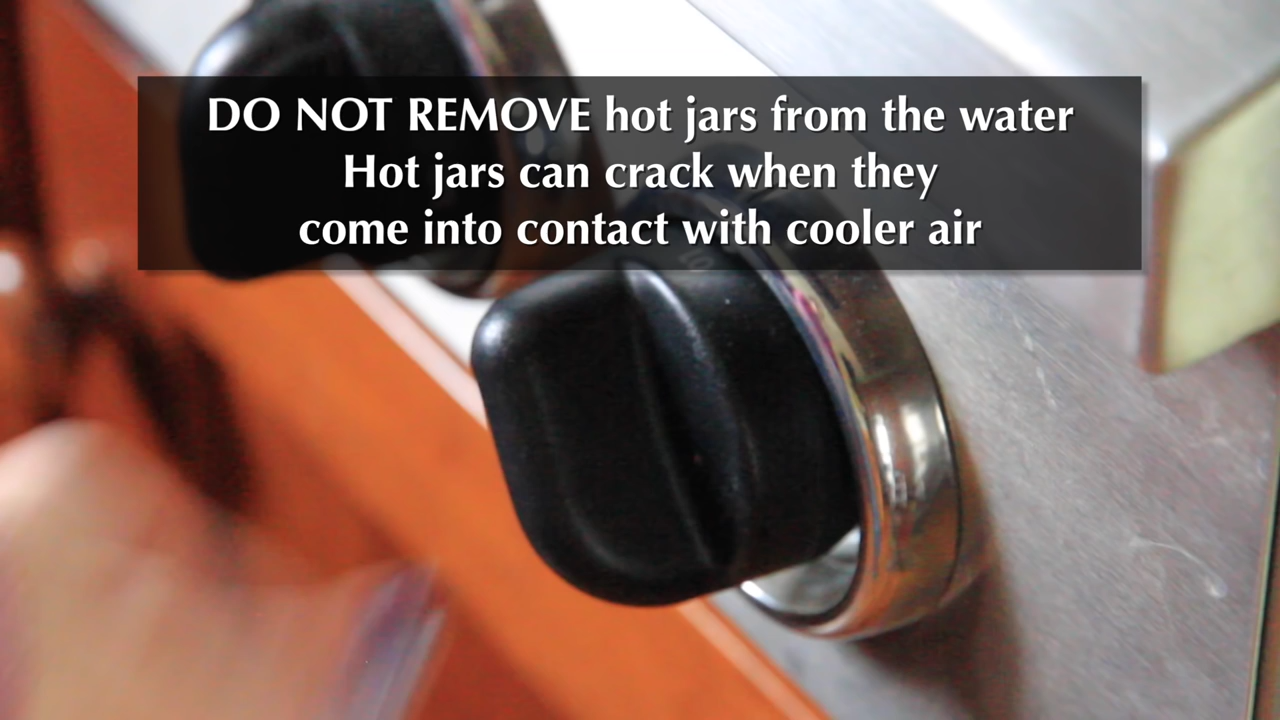 DO NOT REMOVE hot jars from the water
Hot jars can crack when they
come into contact with cooler air